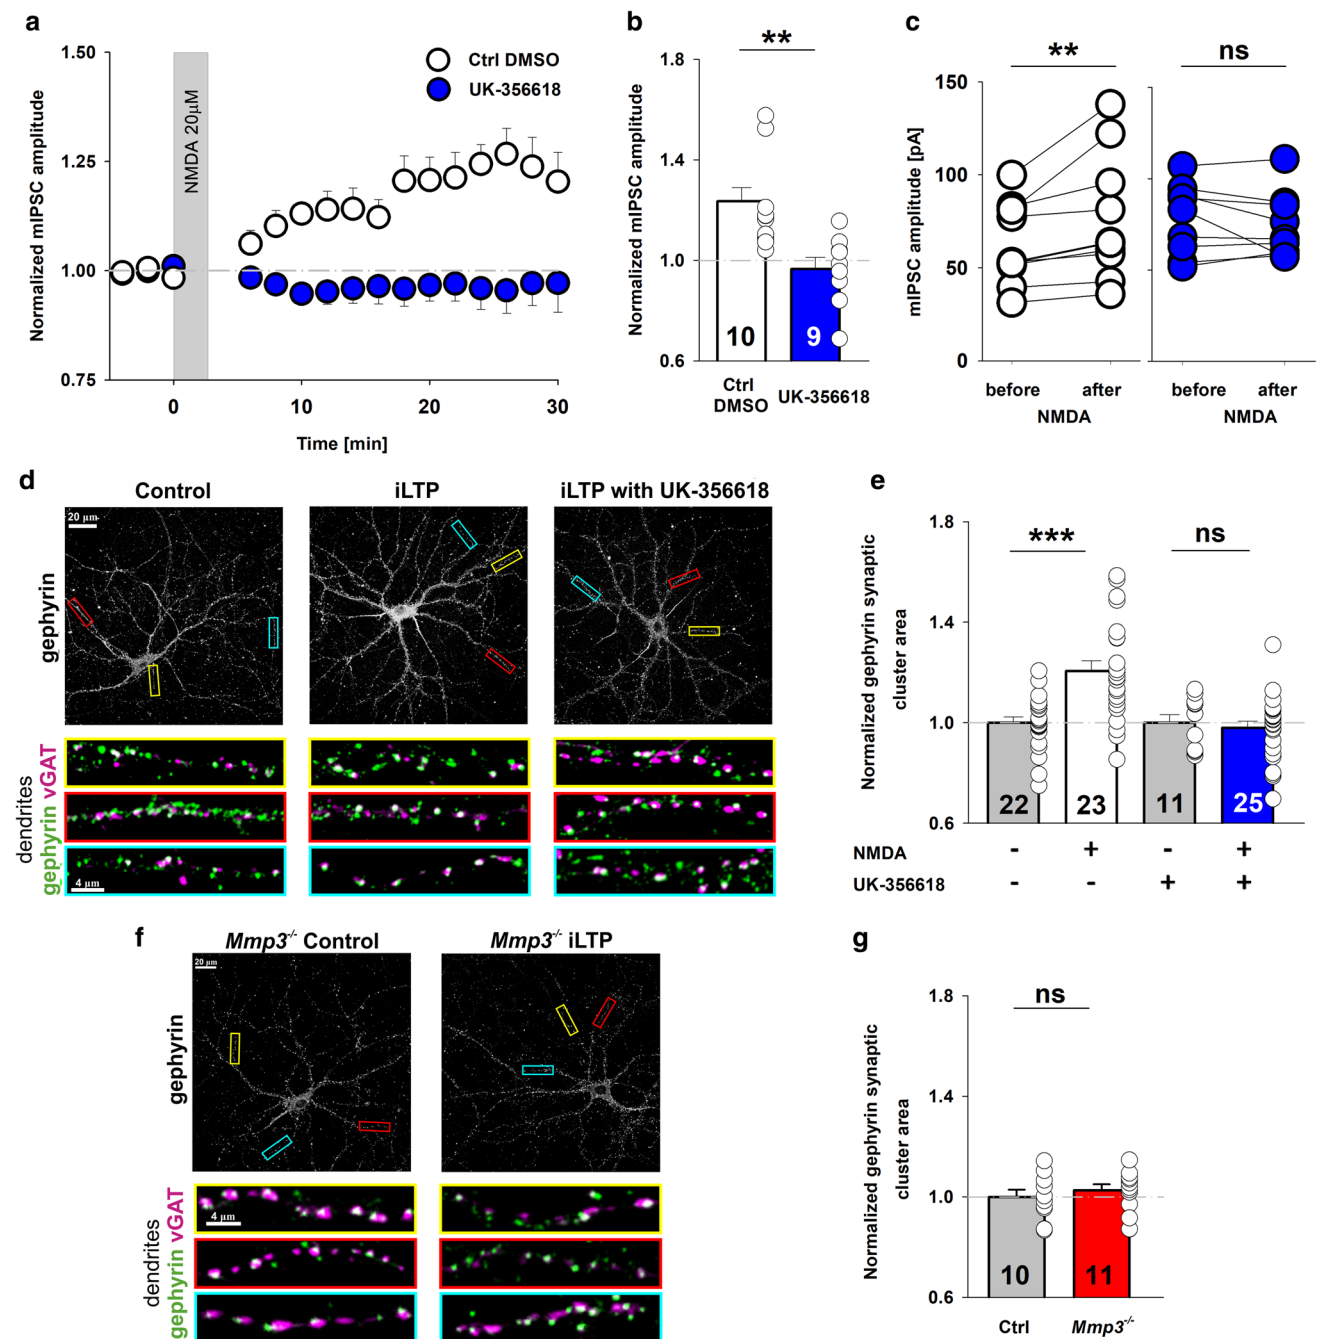 a
1.50
1.25
1.00
0.75
Normalized mIPSC amplitude
NMDA 20µM
Ctrl DMSO
UK-356618
0
10
20
30
Time [min]
b
**
1.8
1.4
1.0
0.6
Normalized mIPSC amplitude
10
9
Ctrl
DMSO
UK-356618
c
**
ns
150
100
50
0
mIPSC amplitude [pA]
before
after
NMDA
before
after
NMDA
d
Control
iLTP
iLTP with UK-356618
20 µm
gephyrin
dendrites
gephyrin vGAT
4 µm
e
***
ns
1.8
1.4
1.0
0.6
Normalized gephyrin synaptic
cluster area
22
23
11
25
NMDA - + - +
UK-356618 - - + +
f
Mmp3-/- Control
Mmp3-/- iLTP
20 µm
gephyrin
dendrites
gephyrin vGAT
4 µm
g
ns
1.8
1.4
1.0
0.6
Normalized gephyrin synaptic
cluster area
10
11
Ctrl
Mmp3-/-